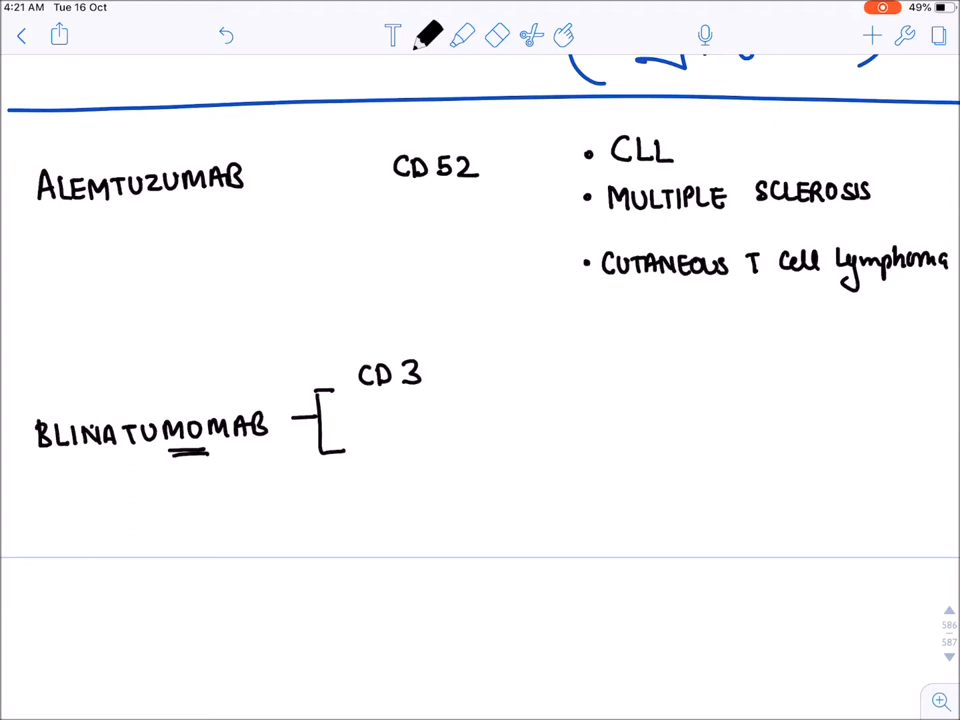 4:21 AM Tue 16 Oct 49%
T
ALEMTUZUMAB CD 52 • CLL
• MULTIPLE SCLEROSIS
• CUTANEOUS T Cell Lymphoma
CD 3
BLINATUMOMAB
586
587